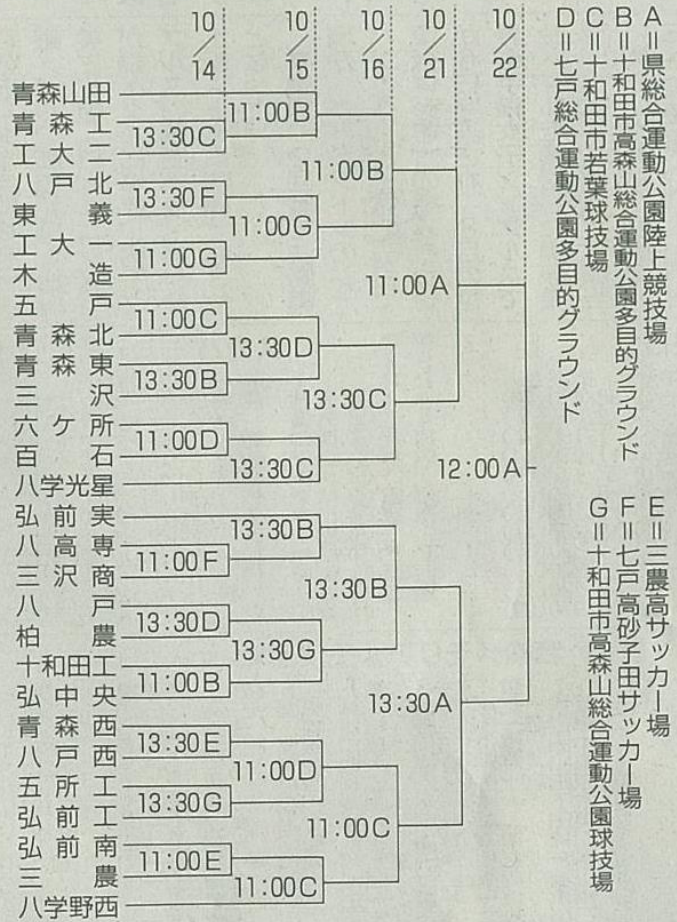 10/14
10/15
10/16
10/21
10/22
A=県総合運動公園陸上競技場
B=十和田市高森山総合運動公園多目的グラウンド
C=十和田市若葉球技場
D=七戸総合運動公園多目的グラウンド
E=三農高サッカー場
F=七戸高砂子田サッカー場
G=十和田市高森山総合運動公園球技場
青森山田
青森工
工大二
八戸北
東義
工大一
木造
五戸
青森北
青森東
三沢
六ケ所
百石
八学光星
弘前実
八高専
三沢商
八戸
柏農
十和田工
弘中央
青森西
八戸西
五所工
弘前工
弘前南
三農
八学野西
13:30C
13:30F
11:00G
11:00C
13:30B
11:00D
11:00F
13:30D
11:00B
13:30E
13:30G
11:00E
11:00B
11:00G
13:30D
13:30C
13:30B
13:30G
11:00D
11:00C
11:00B
13:30C
13:30B
11:00C
11:00A
13:30A
12:00A